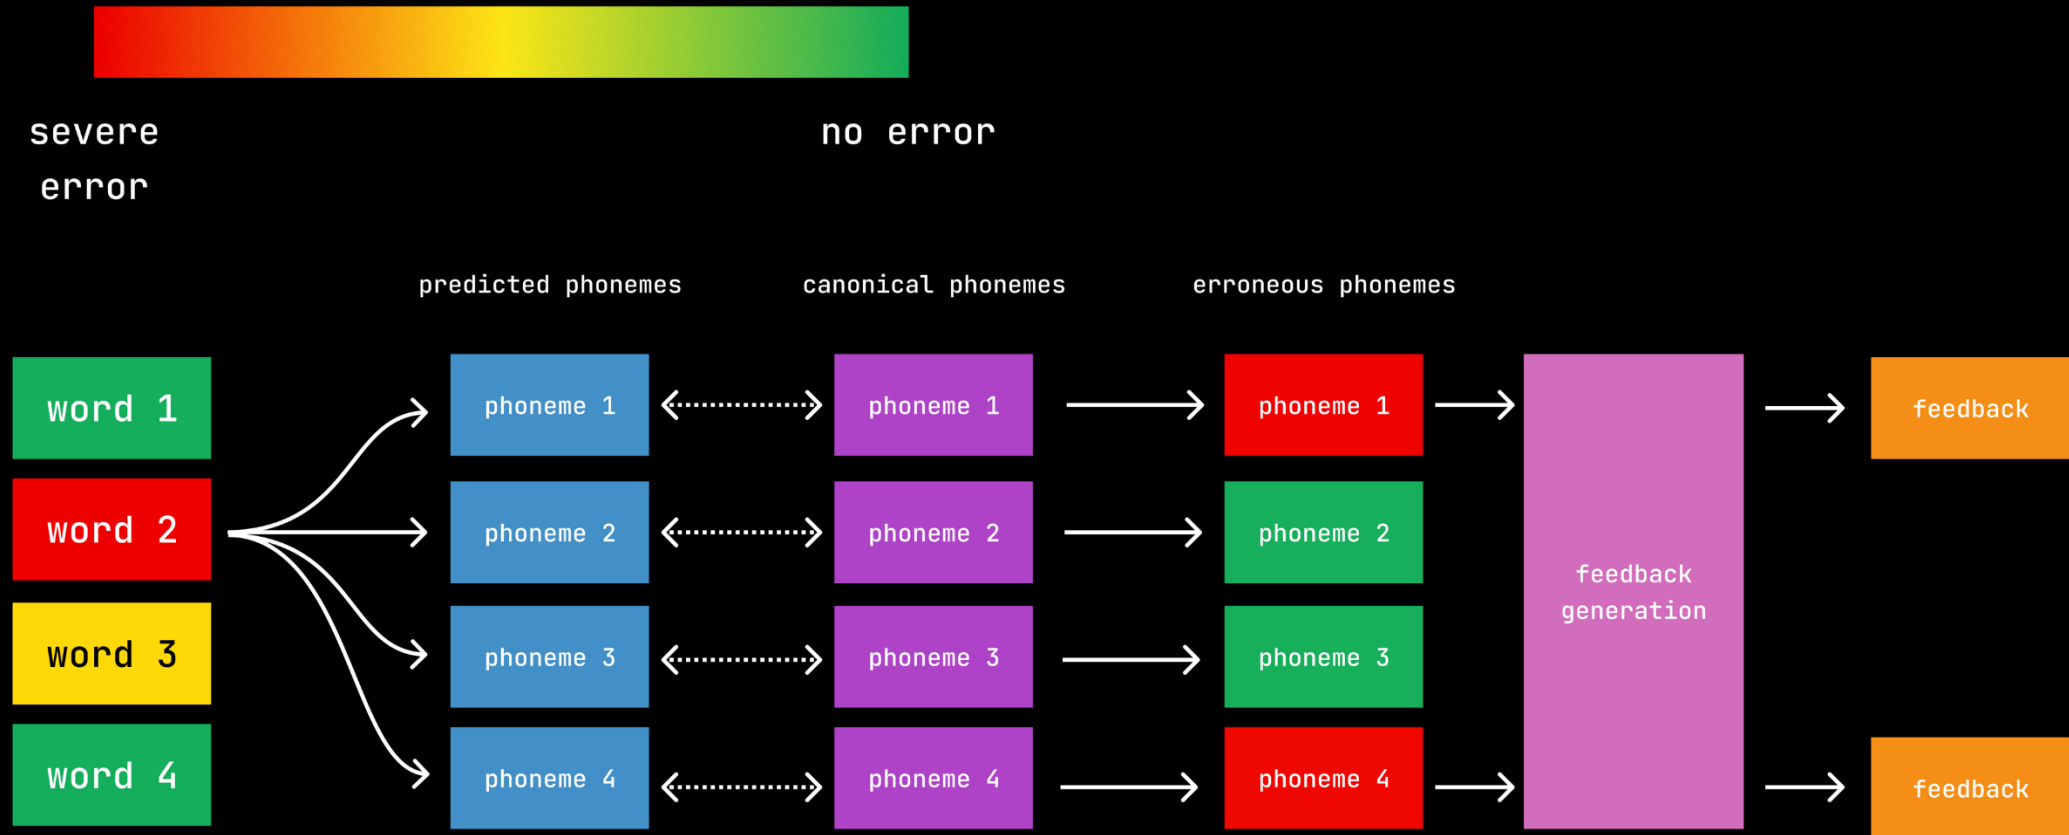 severe
error
no error
predicted phonemes
canonical phonemes
erroneous phonemes
word 1
phoneme 1
phoneme 1
phoneme 1
feedback
word 2
phoneme 2
phoneme 2
phoneme 2
feedback
generation
word 3
phoneme 3
phoneme 3
phoneme 3
word 4
phoneme 4
phoneme 4
phoneme 4
feedback